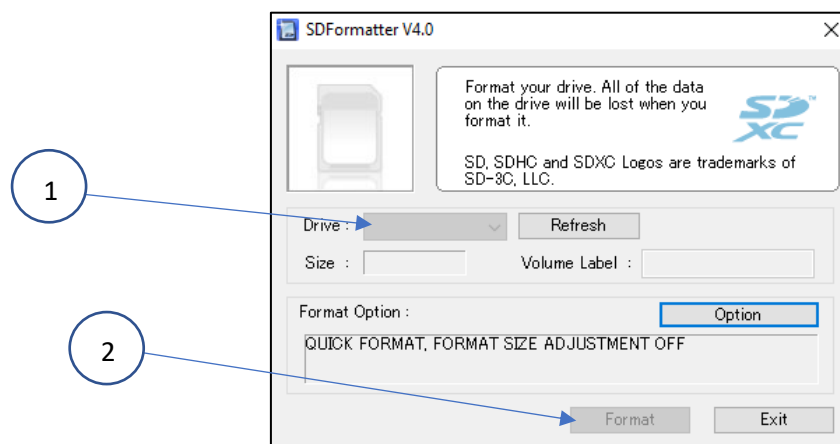 SDFormatter V4.0
Format your drive. All of the data
on the drive will be lost when you
format it.
SD XC ™
SD, SDHC and SDXC Logos are trademarks of
SD-3C, LLC.
1
Drive :
Refresh
Size :
Volume Label :
Format Option :
Option
QUICK FORMAT, FORMAT SIZE ADJUSTMENT OFF
2
Format
Exit